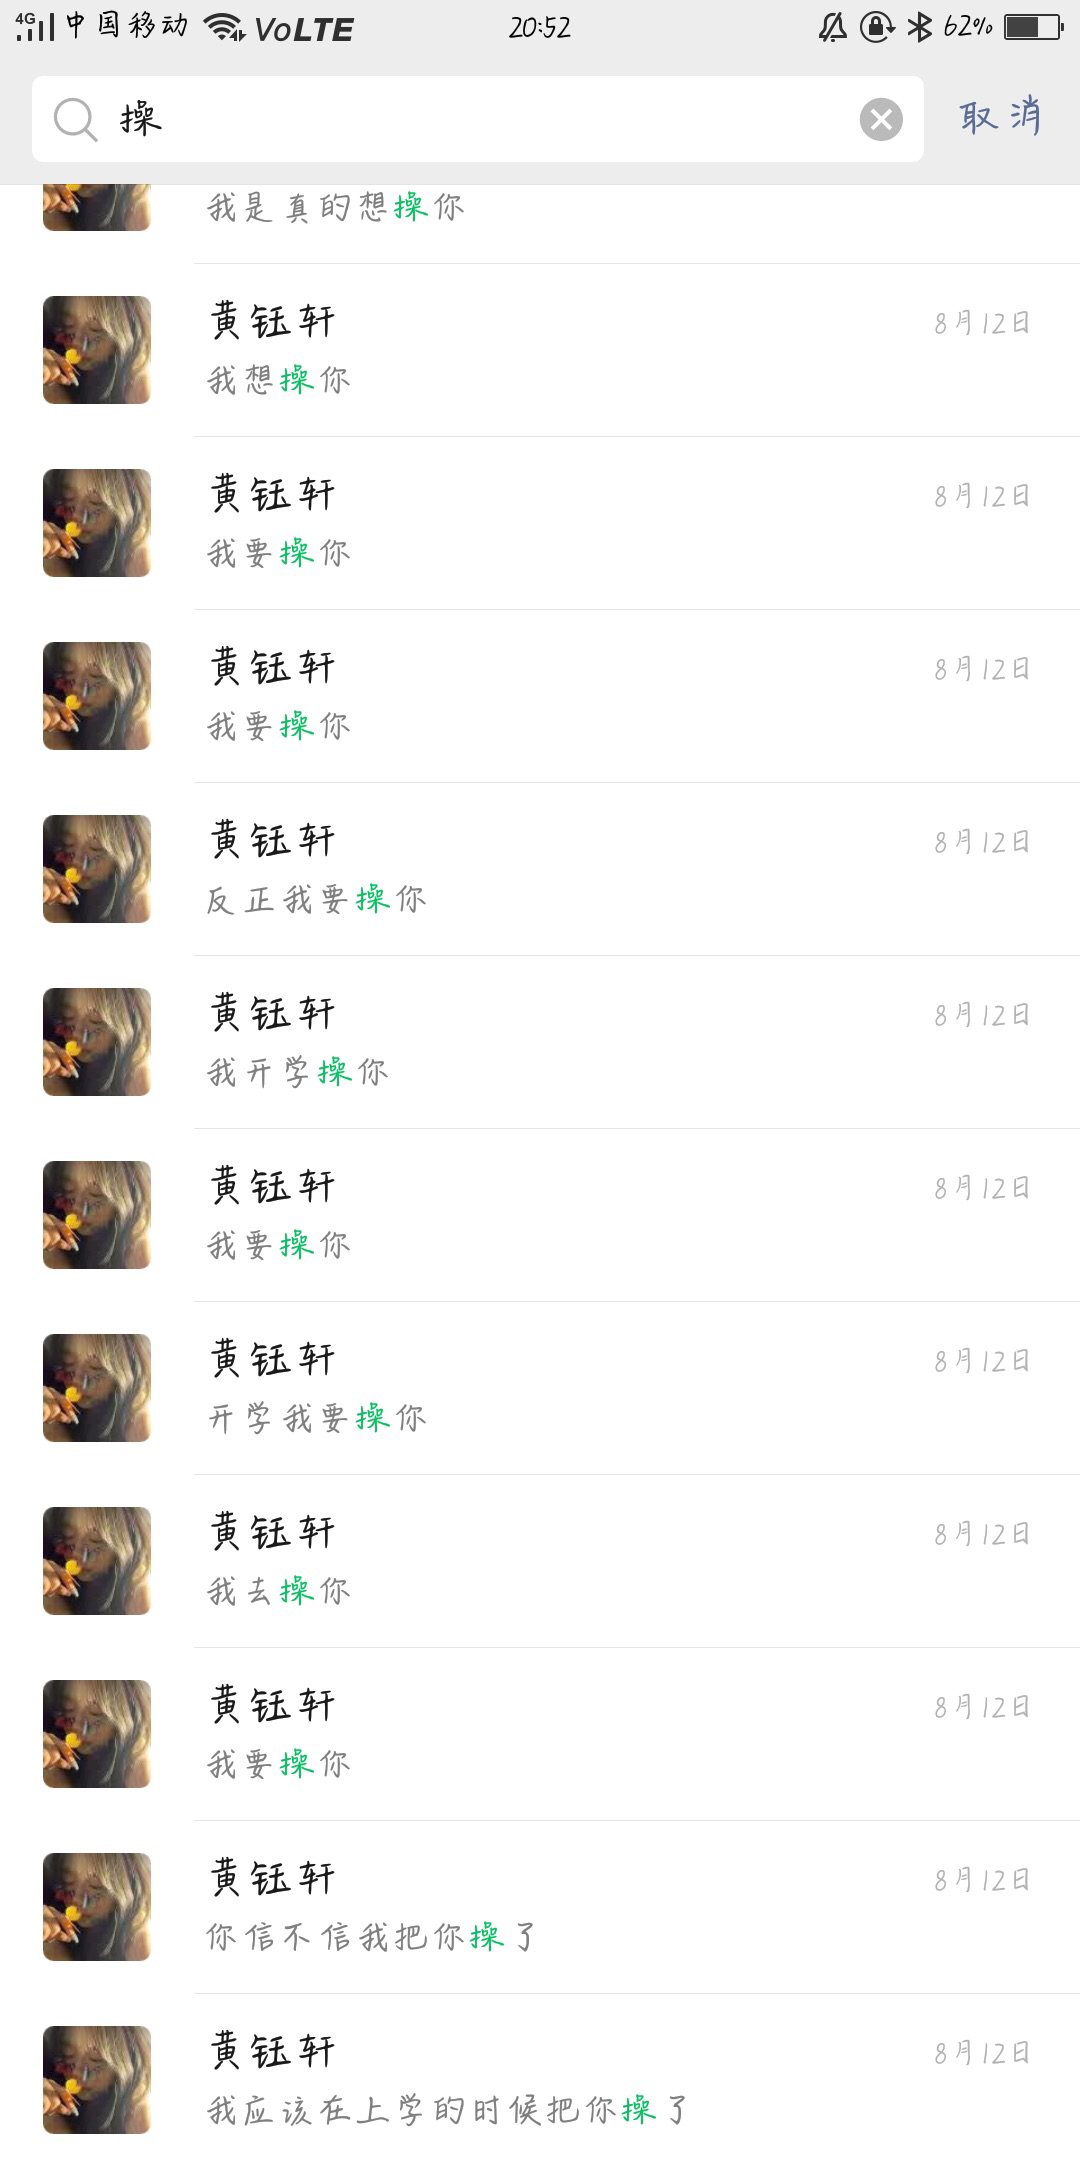 4G 中国移动 VoLTE 20:52 62%
操 取消
我是真的想操你
黄钰轩 8月12日
我想操你
黄钰轩 8月12日
我要操你
黄钰轩 8月12日
我要操你
黄钰轩 8月12日
反正我要操你
黄钰轩 8月12日
我开学操你
黄钰轩 8月12日
我要操你
黄钰轩 8月12日
开学我要操你
黄钰轩 8月12日
我去操你
黄钰轩 8月12日
我要操你
黄钰轩 8月12日
你信不信我把你操了
黄钰轩 8月12日
我应该在上学的时候把你操了